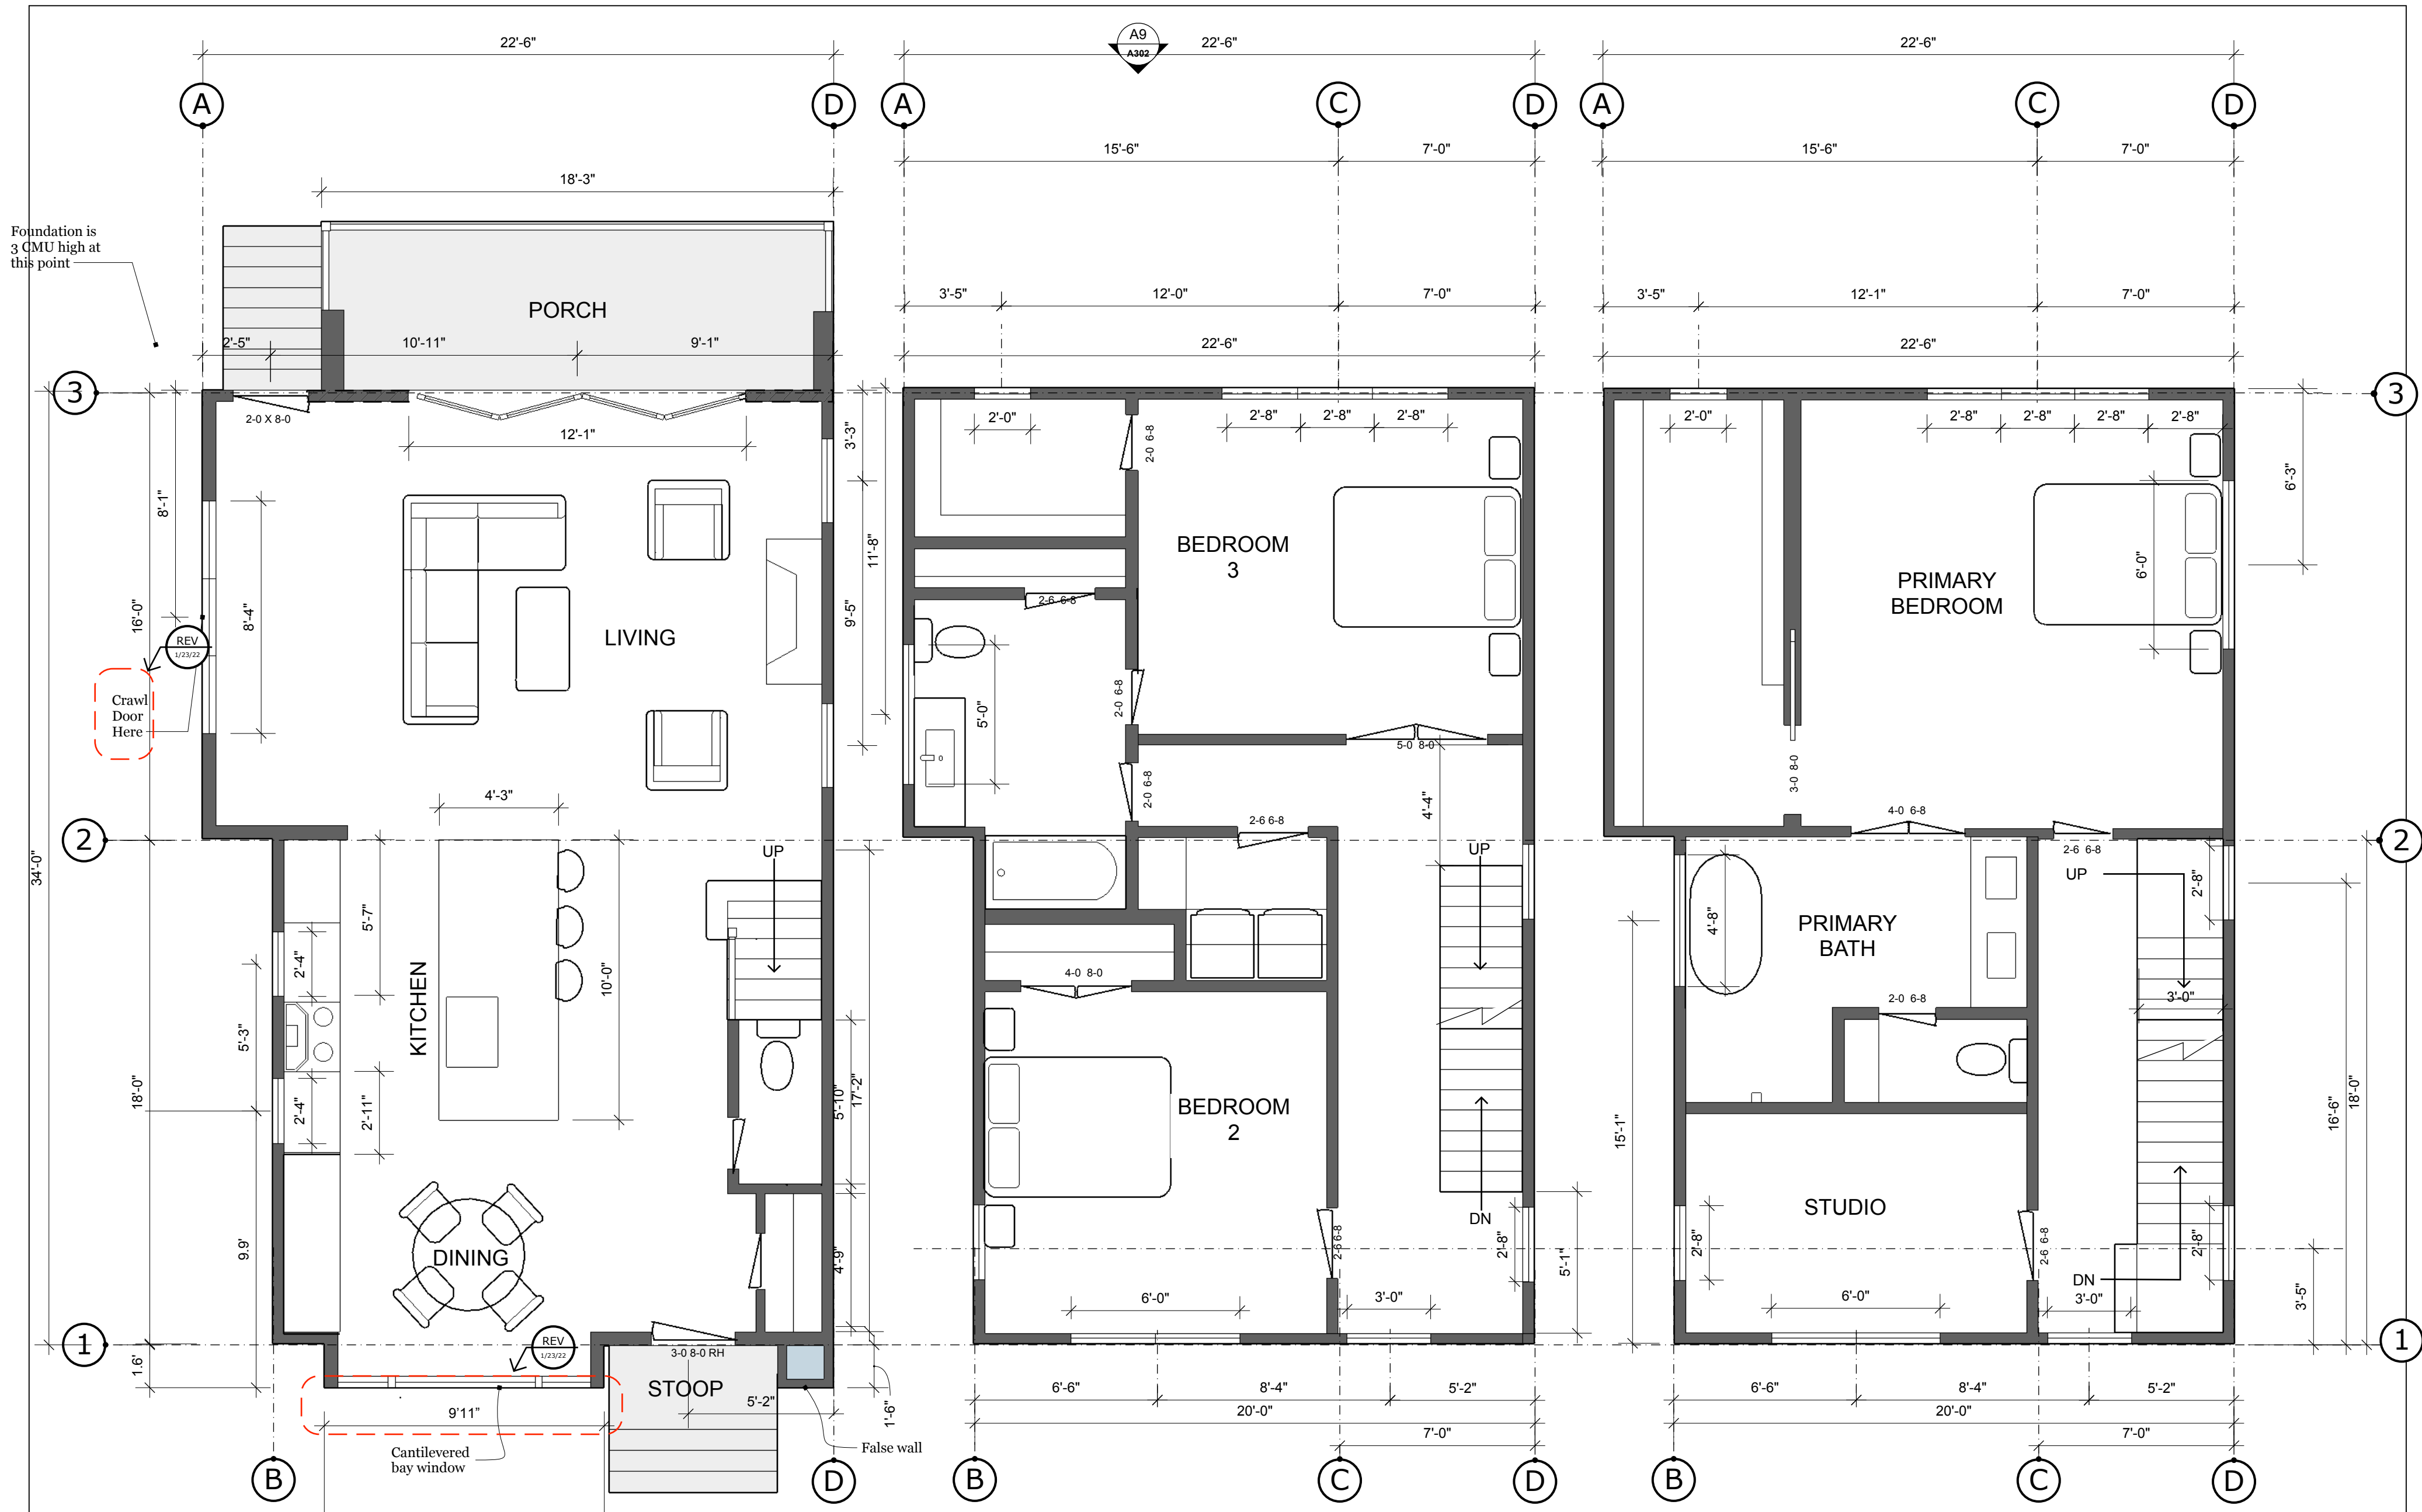 22'-6"
A9
A302
22'-6"
22'-6"
A
D
A
C
D
A
C
D
15'-6"
7'-0"
15'-6"
7'-0"
18'-3"
Foundation is
3 CMU high at
this point
PORCH
3'-5"
12'-0"
7'-0"
3'-5"
12'-1"
7'-0"
2'-5"
10'-11"
9'-1"
22'-6"
22'-6"
3
3
2-0 X 8-0
12'-1"
3'-3"
2'-0"
2-0 6-8
2'-8"
2'-8"
2'-8"
2'-0"
2'-8"
2'-8"
2'-8"
2'-8"
6'-3"
8'-1"
8'-4"
16'-0"
11'-8"
9'-5"
BEDROOM
3
6'-0"
PRIMARY
BEDROOM
LIVING
2-6 6-8
REV
1/23/22
Crawl
Door
Here
5'-0"
2-0 6-8
5-0 8-0
2-0 6-8
3-0 8-0
4'-3"
4'-4"
2-6 6-8
4-0 6-8
2
2
34'-0"
UP
UP
2-6 6-8
UP
2'-8"
5'-7"
2'-4"
KITCHEN
10'-0"
4-0 8-0
4'-8"
PRIMARY
BATH
2-0 6-8
3'-0"
5'-3"
18'-0"
2'-4"
2'-11"
5'-10"
17'-2"
BEDROOM
2
15'-1"
16'-6"
18'-0"
9.9'
DINING
4'-9"
2-6 6-8
DN
2'-8"
5'-1"
STUDIO
2'-8"
2-6 6-8
2'-8"
DN
3'-5"
6'-0"
3'-0"
6'-0"
3'-0"
1
1
1.6'
REV
1/23/22
3-0 8-0 RH
STOOP
5'-2"
1'-6"
9'11"
6'-6"
8'-4"
5'-2"
6'-6"
8'-4"
5'-2"
20'-0"
20'-0"
7'-0"
7'-0"
Cantilevered
bay window
False wall
B
D
B
C
D
B
C
D